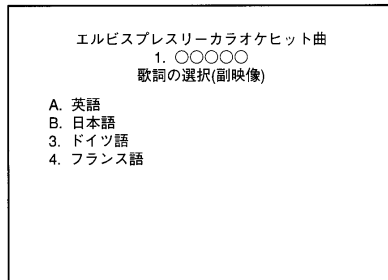 エルビスプレスリーカラオケヒット曲
1. ○○○○○
歌詞の選択(副映像)
A. 英語
B. 日本語
3. ドイツ語
4. フランス語